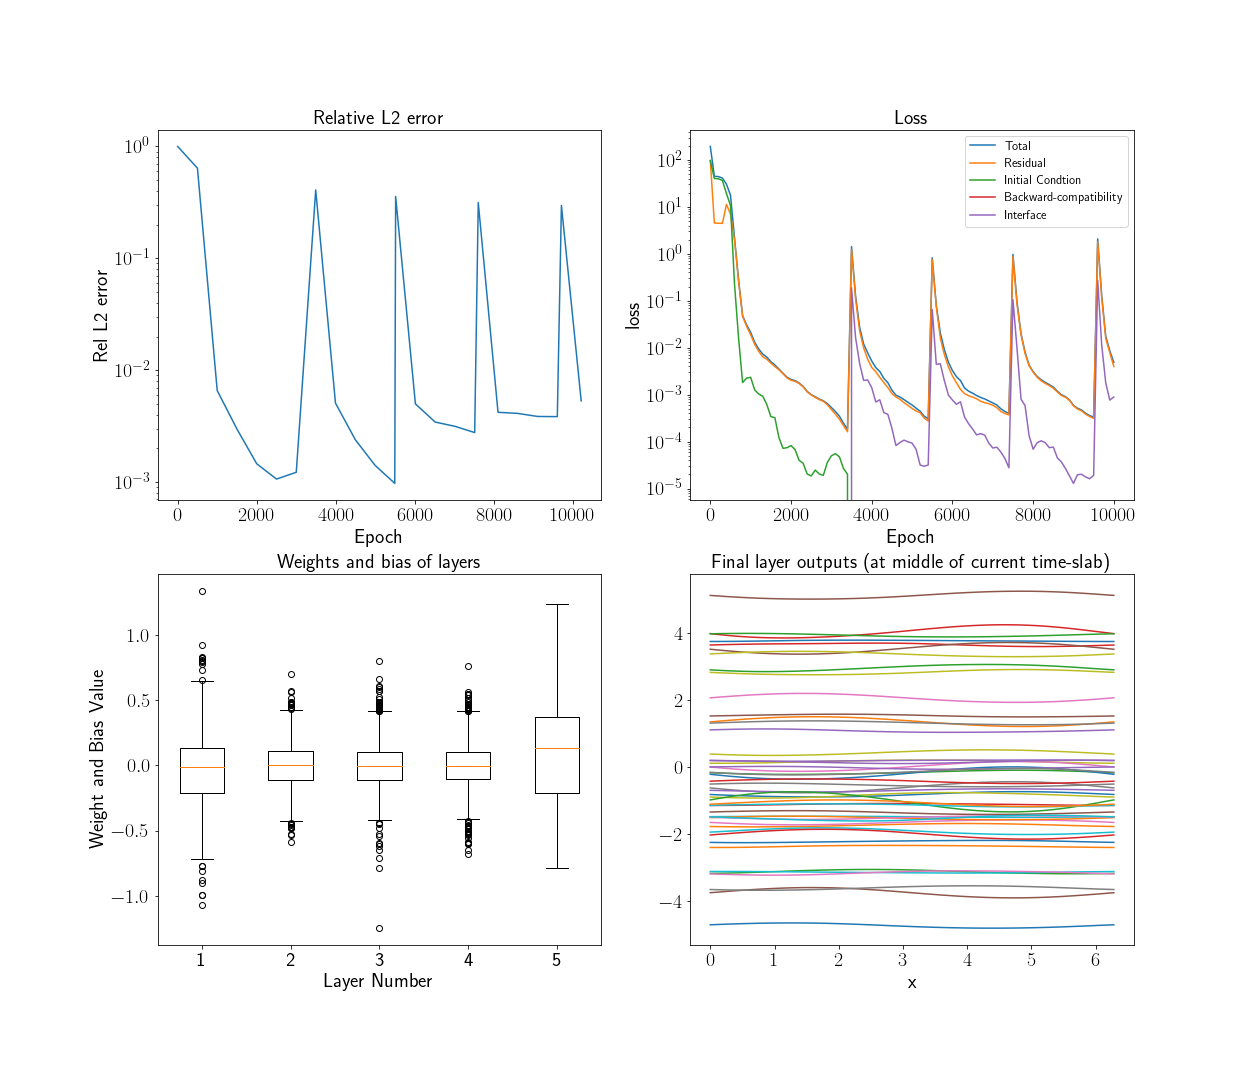 Relative L2 error
10^0
10^−1
10^−2
10^−3
Rel L2 error
0 2000 4000 6000 8000 10000
Epoch
Loss
10^2
10^1
10^0
10^−1
10^−2
10^−3
10^−4
10^−5
loss
Total
Residual
Initial Condtion
Backward-compatibility
Interface
0 2000 4000 6000 8000 10000
Epoch
Weights and bias of layers
1.0
0.5
0.0
−0.5
−1.0
Weight and Bias Value
1 2 3 4 5
Layer Number
Final layer outputs (at middle of current time-slab)
4
2
0
−2
−4
0 1 2 3 4 5 6
x